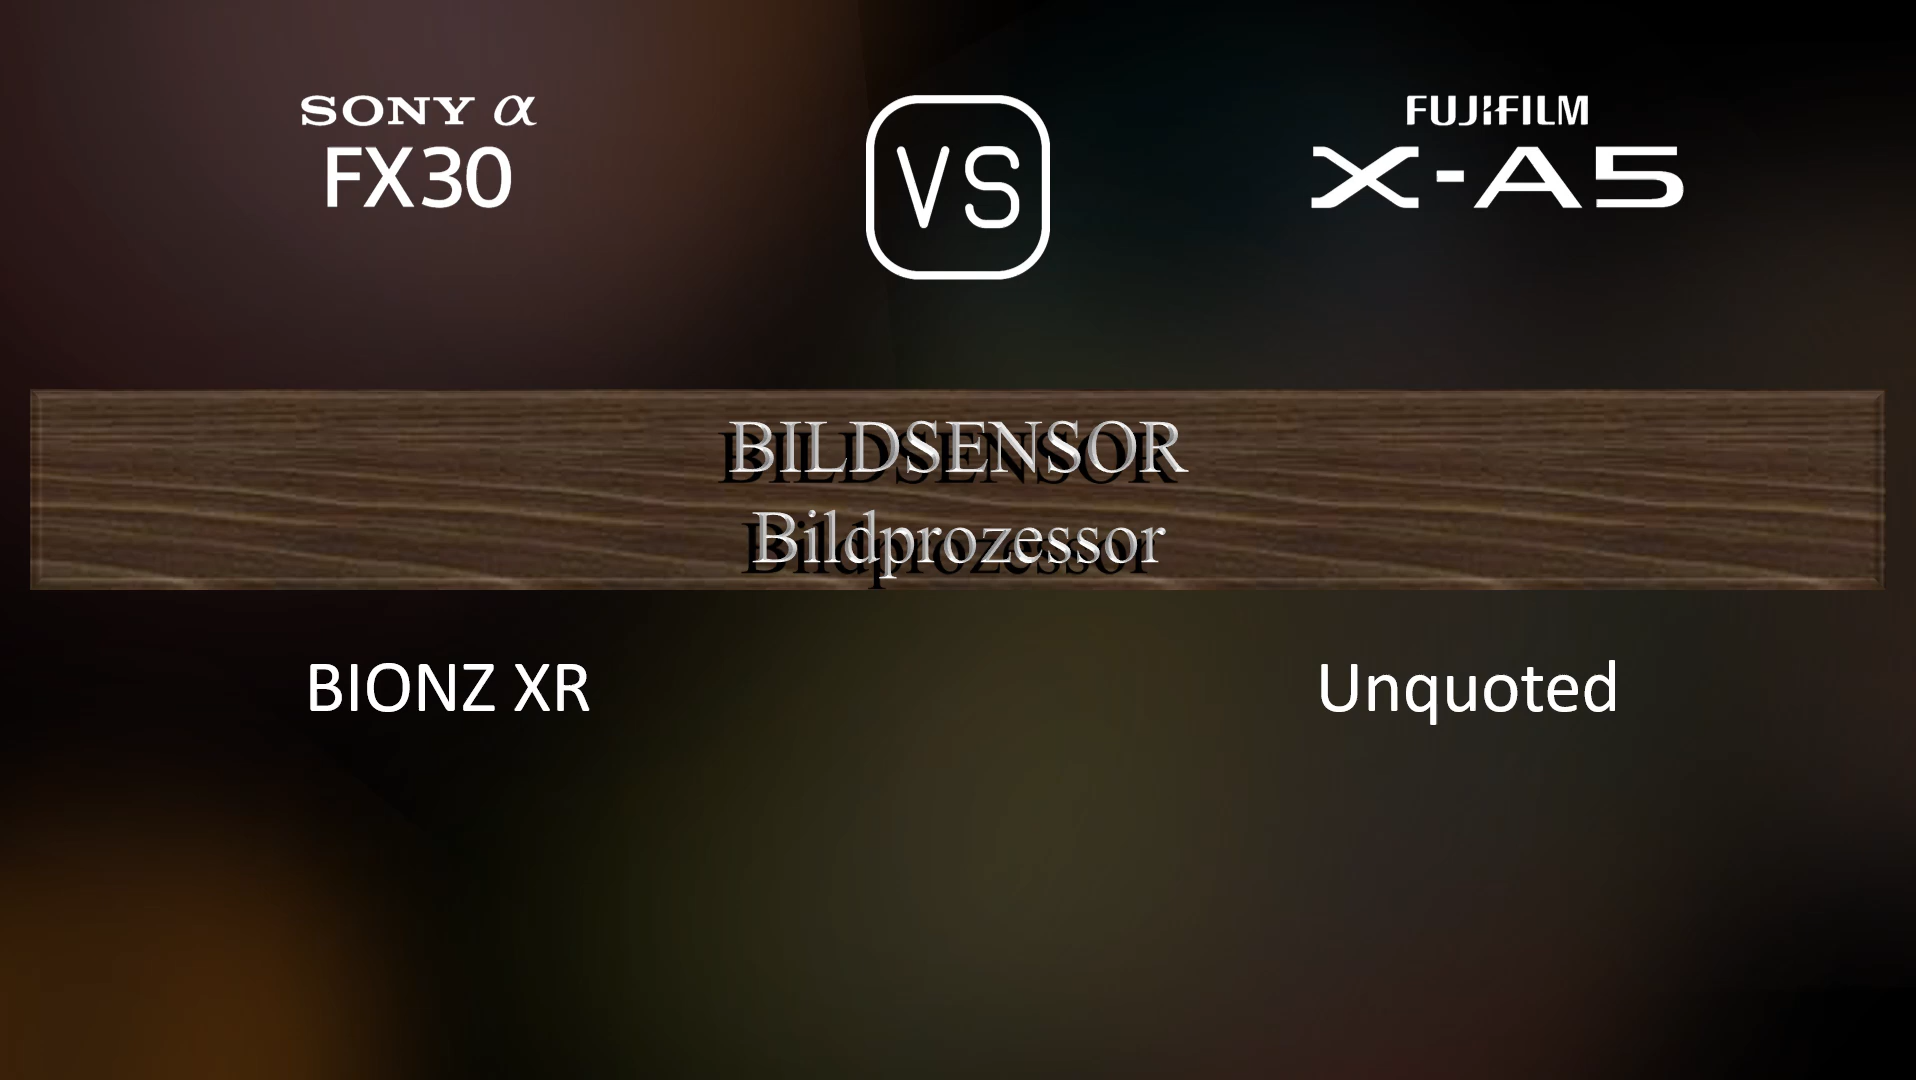 SONY α
FX30
VS
FUJIFILM
X-A5
BILDSENSOR
Bildprozessor
BIONZ XR
Unquoted